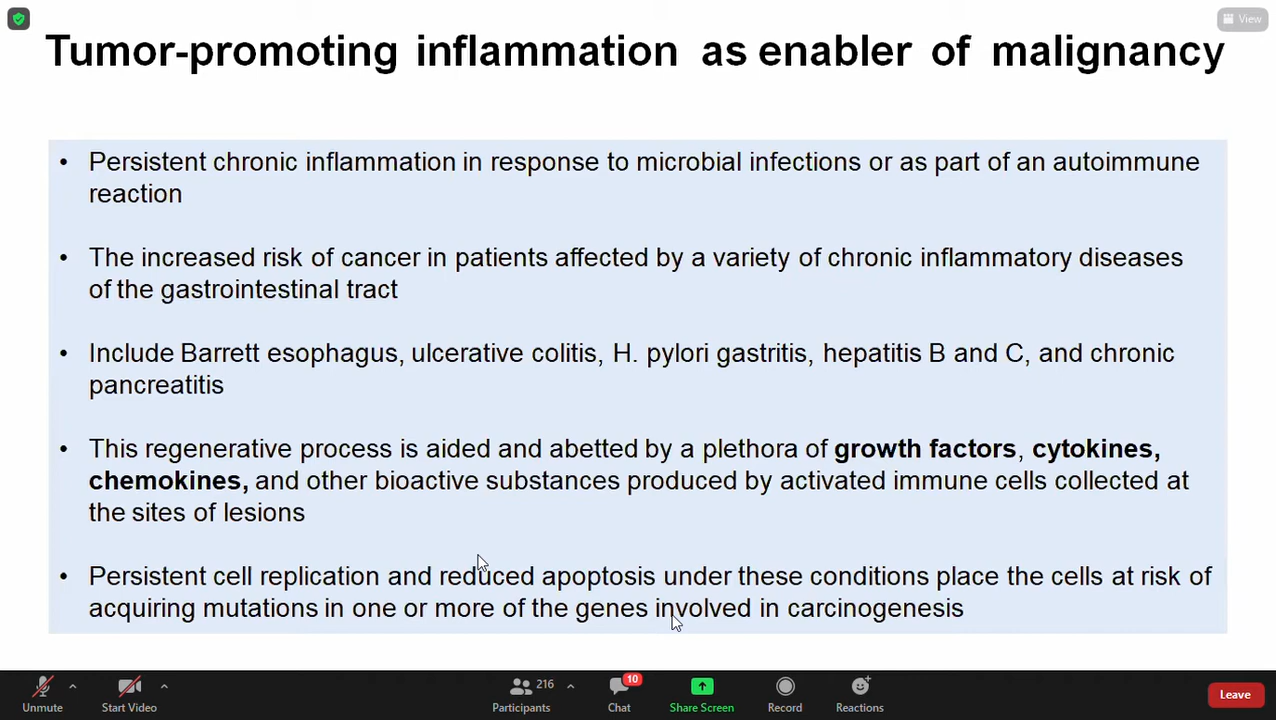 View
Tumor-promoting inflammation as enabler of malignancy
• Persistent chronic inflammation in response to microbial infections or as part of an autoimmune
reaction
• The increased risk of cancer in patients affected by a variety of chronic inflammatory diseases
of the gastrointestinal tract
• Include Barrett esophagus, ulcerative colitis, H. pylori gastritis, hepatitis B and C, and chronic
pancreatitis
• This regenerative process is aided and abetted by a plethora of growth factors, cytokines,
chemokines, and other bioactive substances produced by activated immune cells collected at
the sites of lesions
• Persistent cell replication and reduced apoptosis under these conditions place the cells at risk of
acquiring mutations in one or more of the genes involved in carcinogenesis
216
10
Unmute Start Video Participants Chat Share Screen Record Reactions Leave